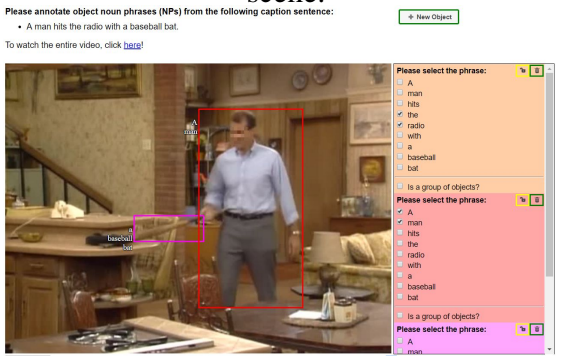 scene.
Please annotate object noun phrases (NPs) from the following caption sentence:
+ New Object
• A man hits the radio with a baseball bat.
To watch the entire video, click here!
A
man
a
baseball
bat
Please select the phrase:
A
man
hits
the
radio
with
a
baseball
bat
Is a group of objects?
Please select the phrase:
A
man
hits
the
radio
with
a
baseball
bat
Is a group of objects?
Please select the phrase:
A
man